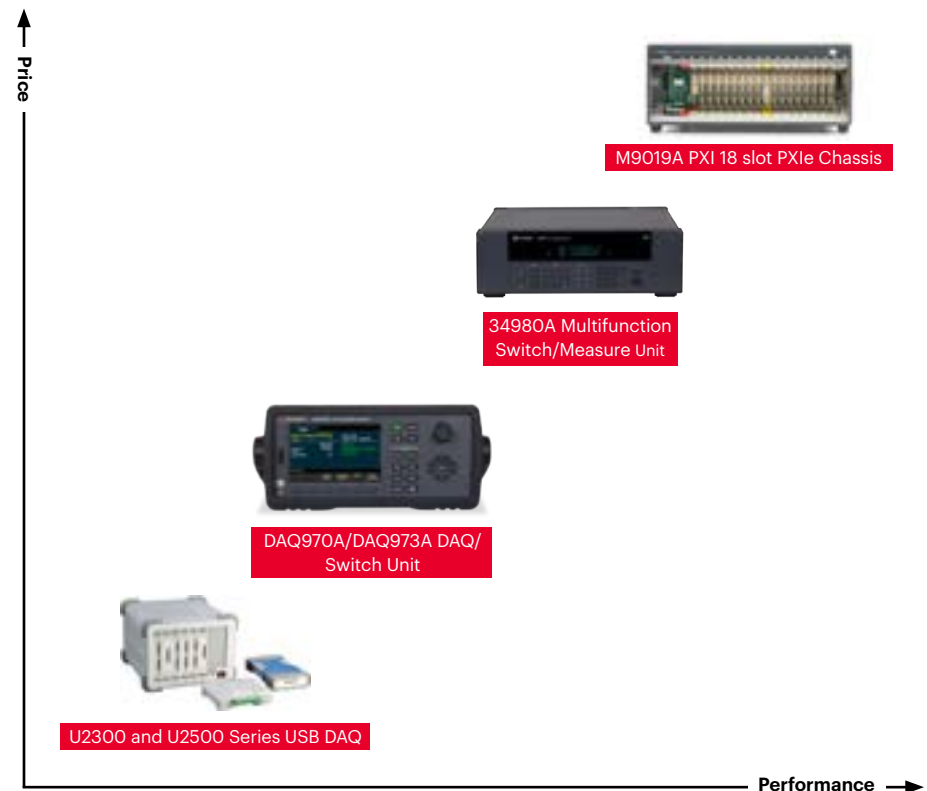 Price
M9019A PXI 18 slot PXIe Chassis
34980A Multifunction
Switch/Measure Unit
DAQ970A/DAQ973A DAQ/
Switch Unit
U2300 and U2500 Series USB DAQ
Performance